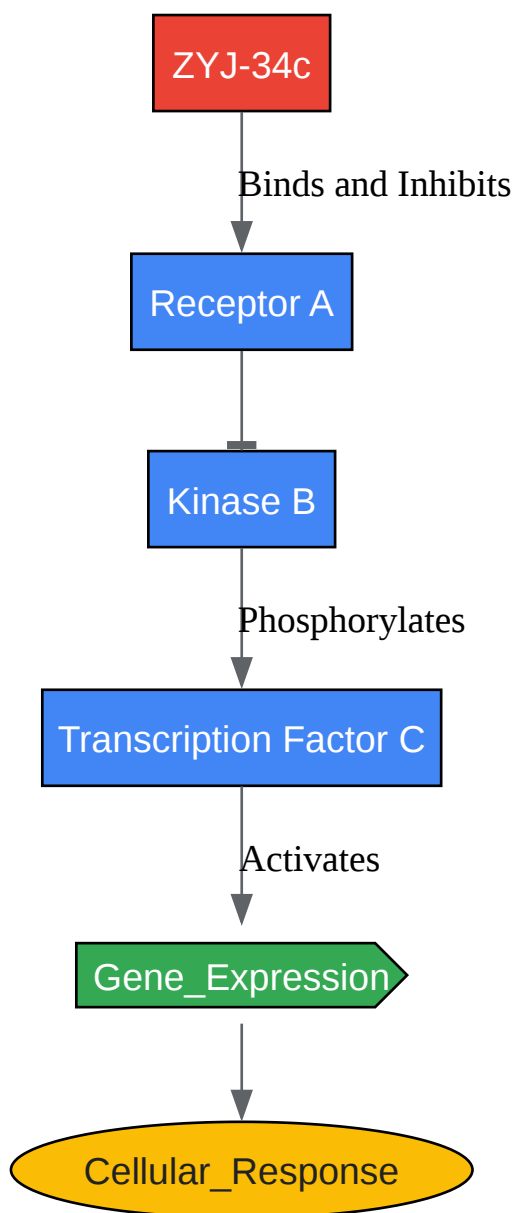 ZYJ-34c
Binds and Inhibits
Receptor A
Kinase B
Phosphorylates
Transcription Factor C
Activates
Gene_Expression
Cellular_Response